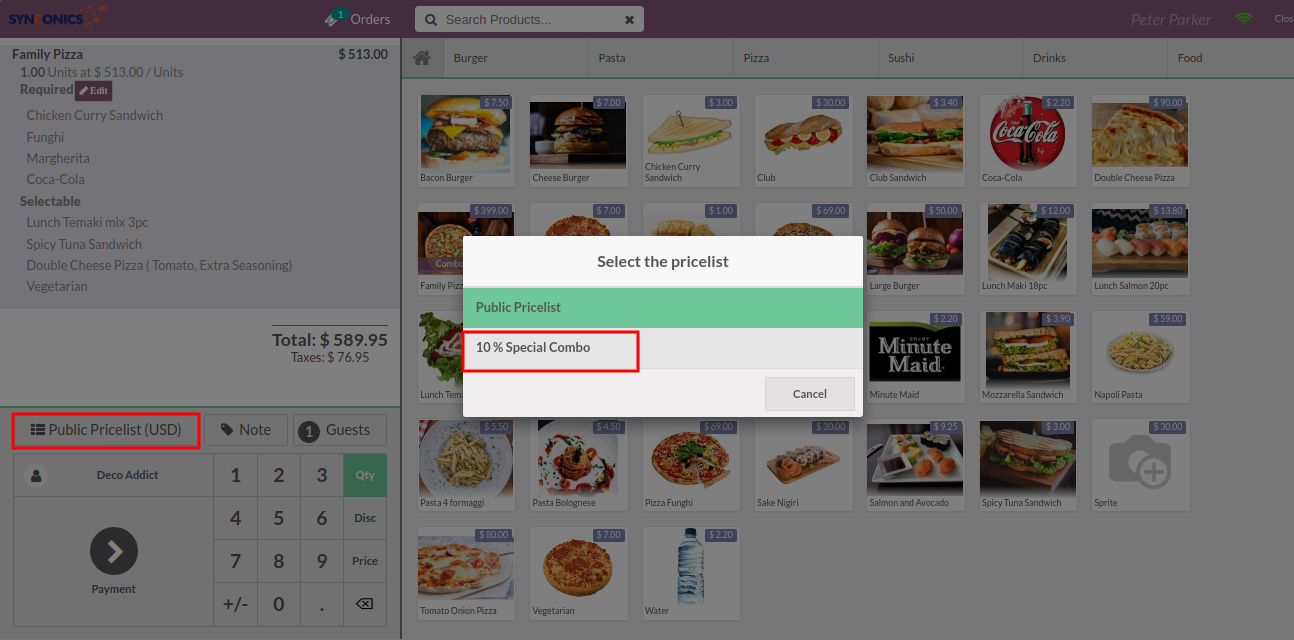 SYNCONICS
1 Orders
Search Products...
Peter Parker
Clos
Family Pizza $ 513.00
1.00 Units at $ 513.00 / Units
Required Edit
Chicken Curry Sandwich
Funghi
Margherita
Coca-Cola
Selectable
Lunch Temaki mix 3pc
Spicy Tuna Sandwich
Double Cheese Pizza ( Tomato, Extra Seasoning)
Vegetarian
Total: $ 589.95
Taxes: $ 76.95
Public Pricelist (USD) Note 1 Guests
Deco Addict 1 2 3 Qty
4 5 6 Disc
Payment 7 8 9 Price
+/- 0 .
Burger Pasta Pizza Sushi Drinks Food
$ 7.50 $ 7.00 $ 3.00 $ 30.00 $ 3.40 $ 2.20 $ 90.00
Coca-Cola
Bacon Burger Cheese Burger Chicken Curry Sandwich Club Club Sandwich Coca-Cola Double Cheese Pizza
$ 399.00 $ 7.00 $ 1.00 $ 69.00 $ 50.00 $ 12.00 $ 13.80
Combo
Family Pizz Large Burger Lunch Maki 18pc Lunch Salmon 20pc
Select the pricelist
Public Pricelist
10 % Special Combo
Cancel
$ 2.20 $ 3.90 $ 59.00
ENJOY
Minute
Maid
Lunch Tema Minute Maid Mozzarella Sandwich Napoli Pasta
$ 5.50 $ 4.50 $ 69.00 $ 30.00 $ 9.25 $ 3.00 $ 30.00
Pasta 4 formaggi Pasta Bolognese Pizza Funghi Sake Nigiri Salmon and Avocado Spicy Tuna Sandwich Sprite
$ 80.00 $ 7.00 $ 2.20
Tomato Onion Pizza Vegetarian Water